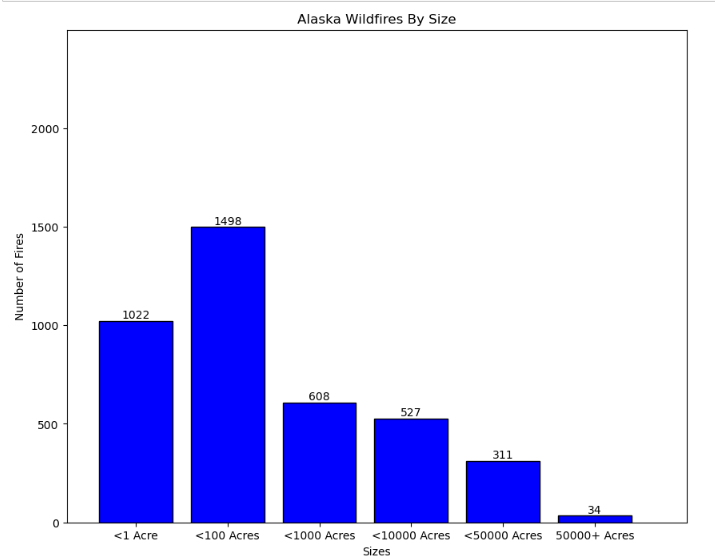 Alaska Wildfires By Size
Number of Fires
2000
1500
1000
500
0
1022
1498
608
527
311
34
<1 Acre
<100 Acres
<1000 Acres
<10000 Acres
<50000 Acres
50000+ Acres
Sizes